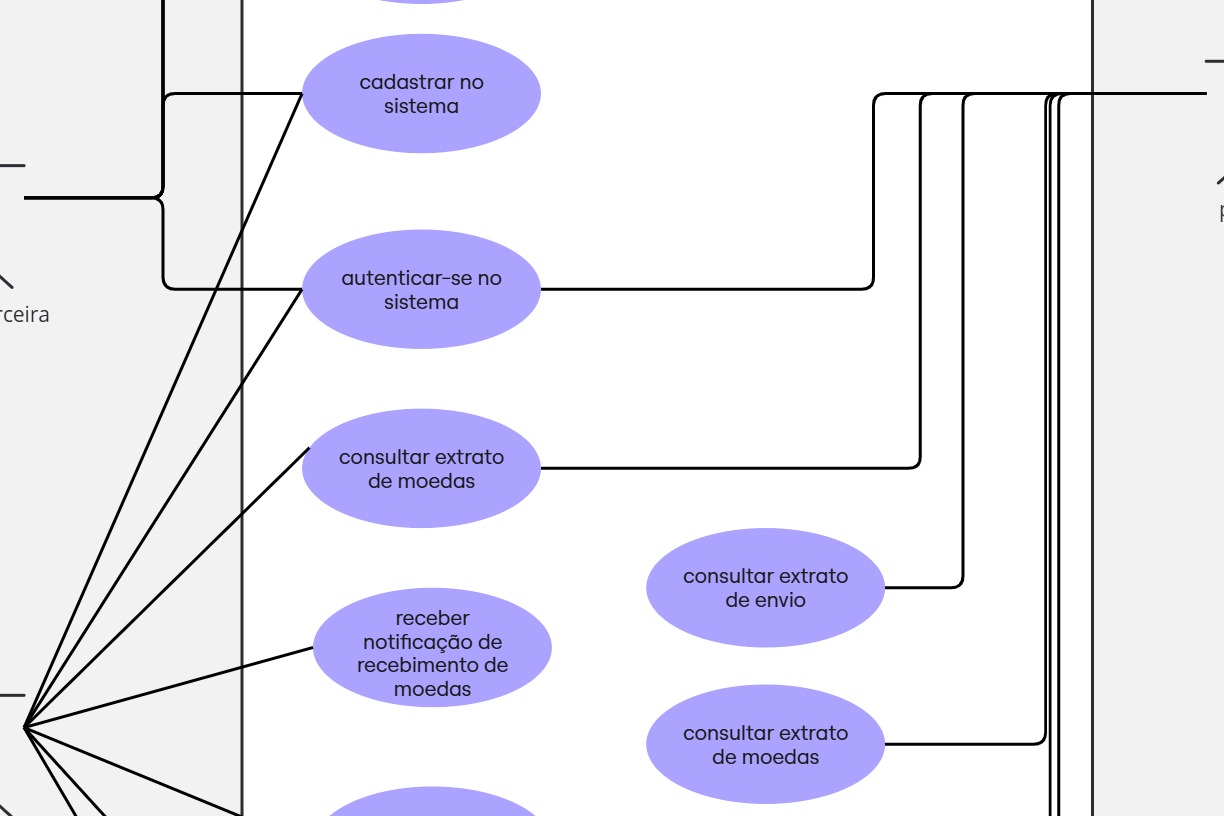 cadastrar no
sistema
autenticar-se no
sistema
rceira
consultar extrato
de moedas
consultar extrato
de envio
receber
notificação de
recebimento de
moedas
consultar extrato
de moedas
p